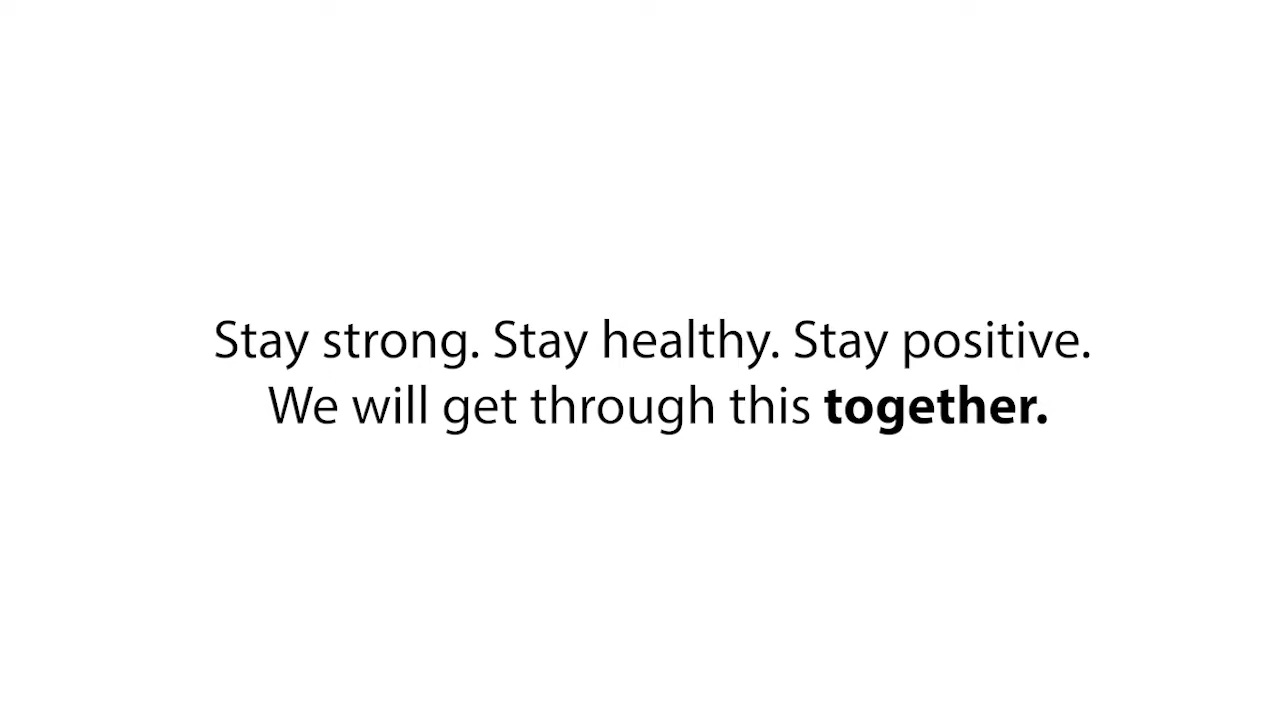 Stay strong. Stay healthy. Stay positive.
We will get through this together.